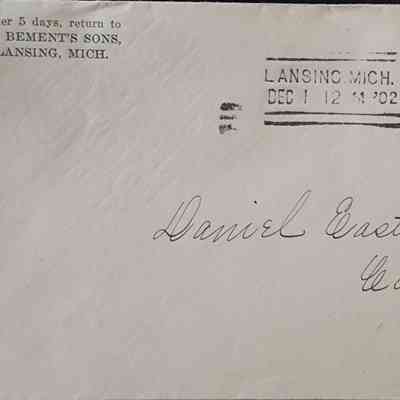 er 5 days, return to
BEMENT'S SONS,
LANSING, MICH.
LANSING, MICH.
DEC 1 12 M '02
Daniel East